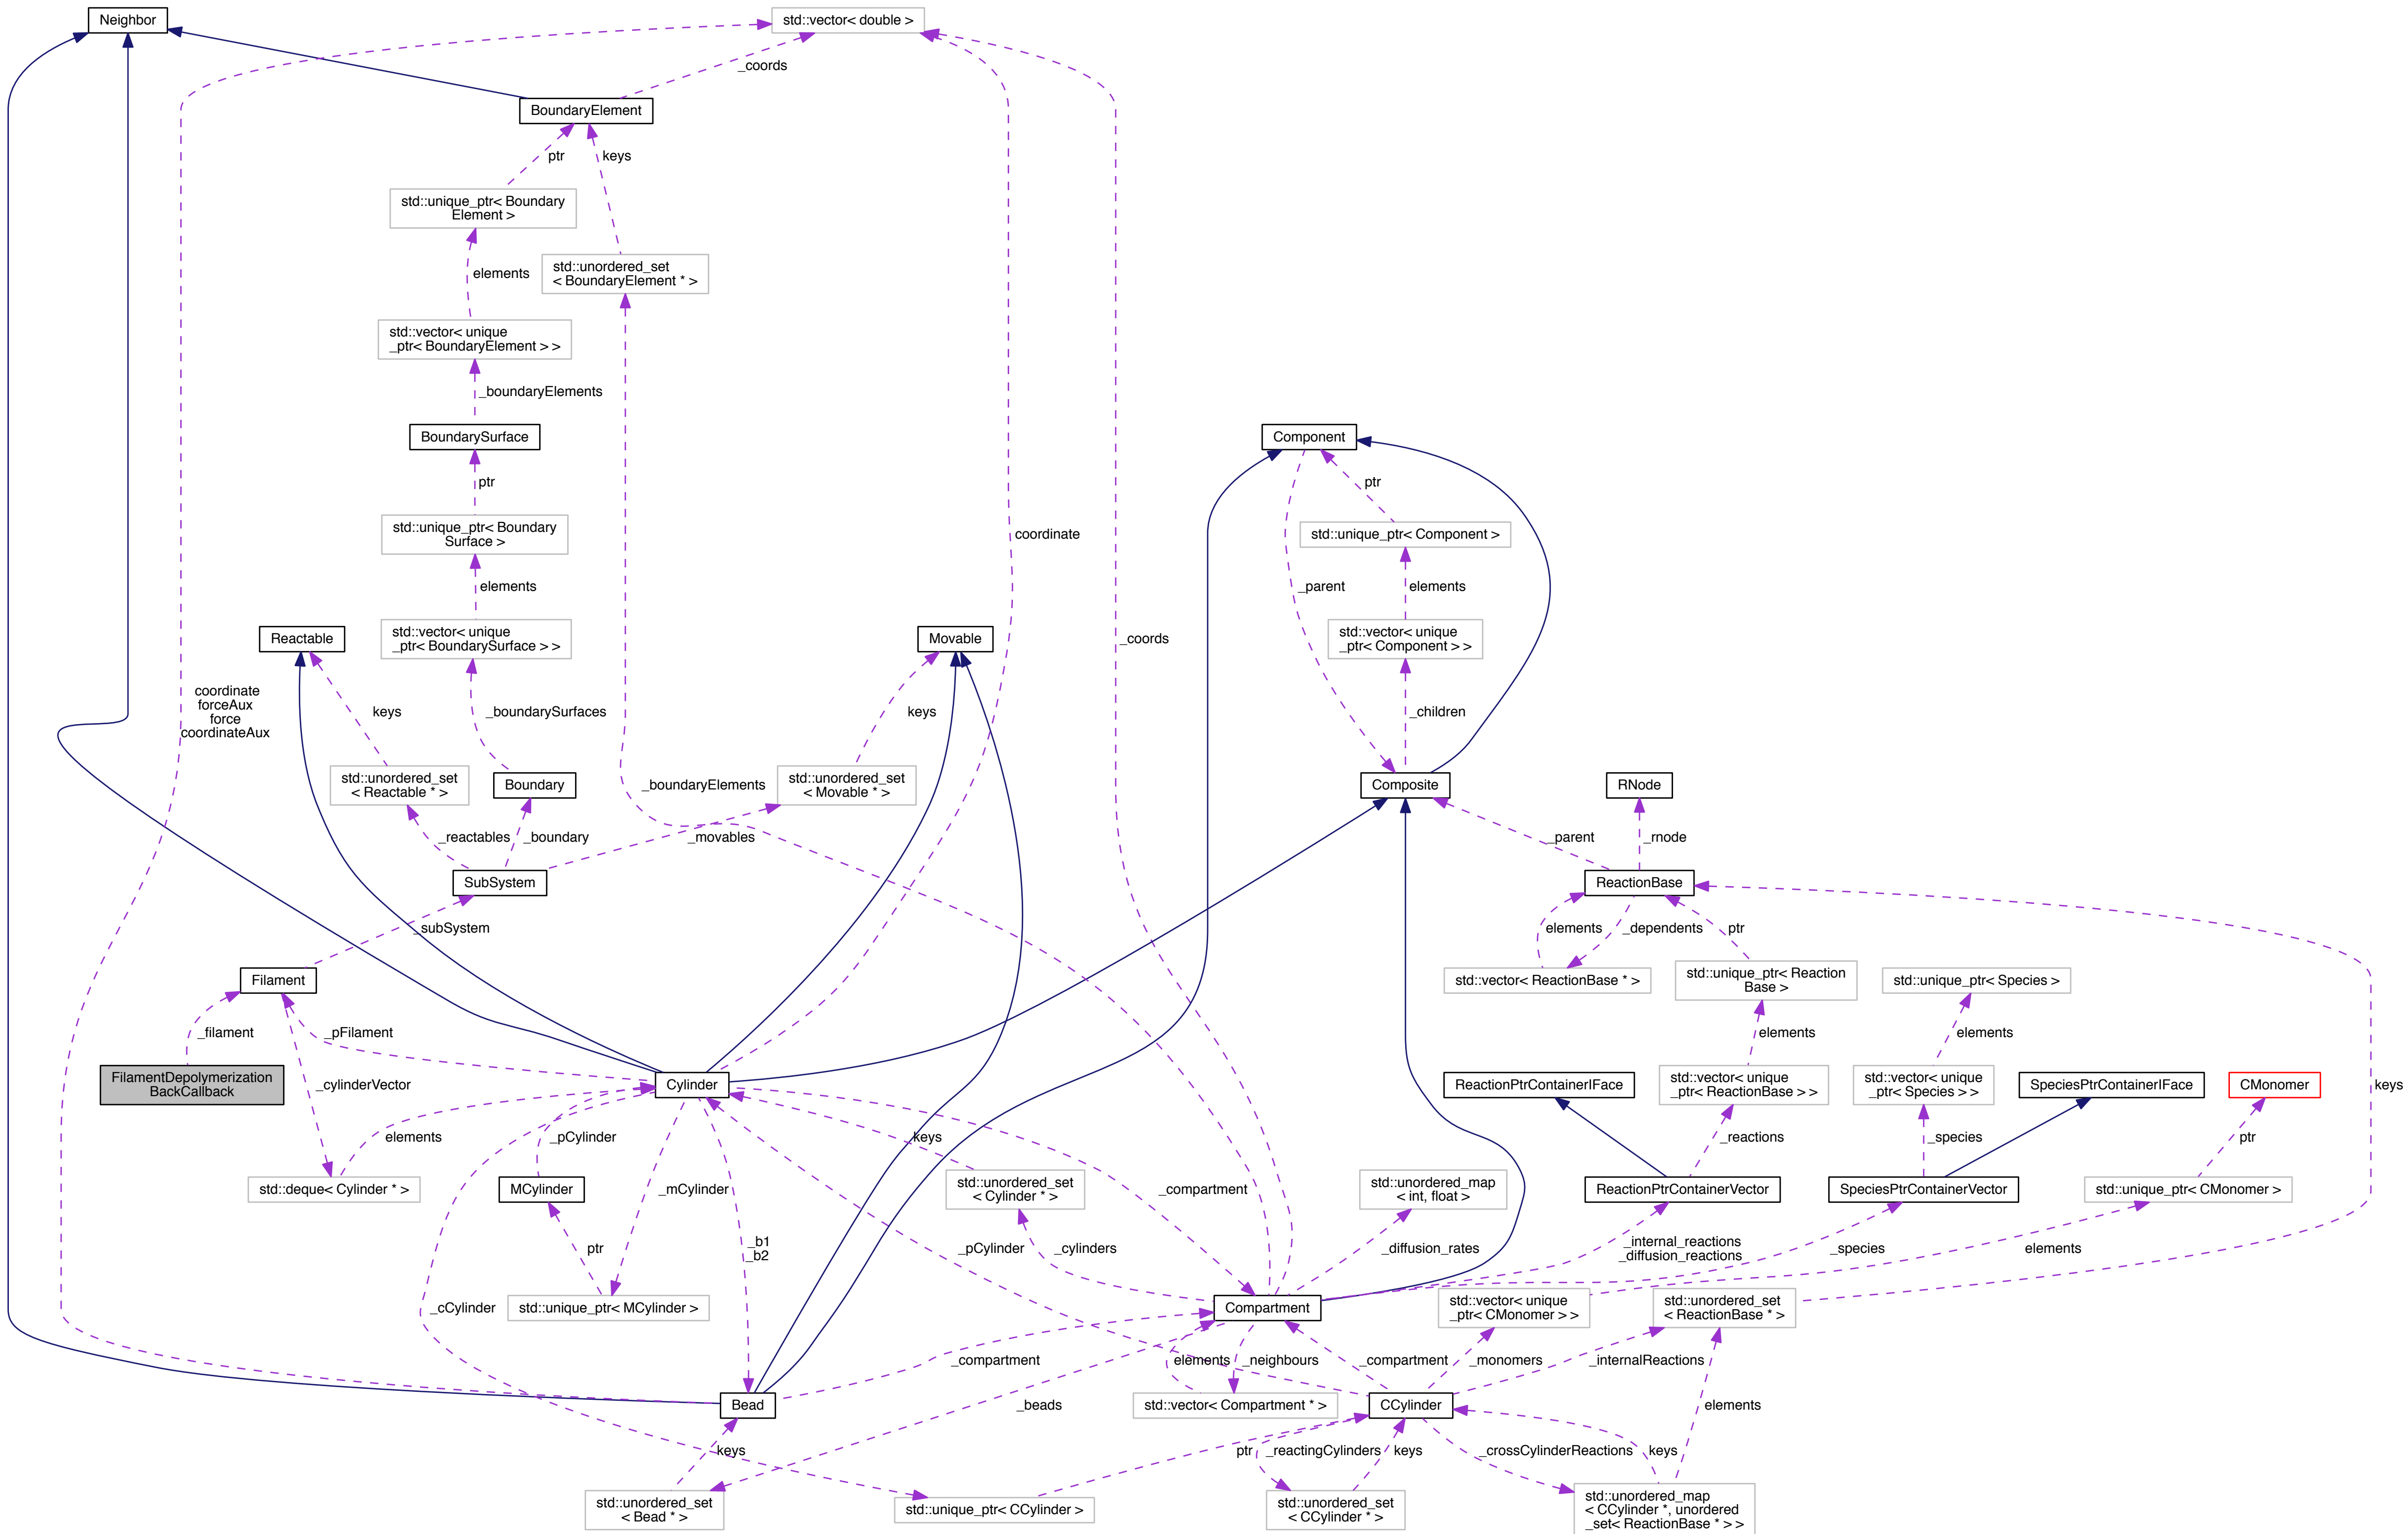 Neighbor
std::vector< double >
_coords
BoundaryElement
ptr
keys
std::unique_ptr< Boundary
Element >
std::unordered_set
< BoundaryElement * >
elements
std::vector< unique
_ptr< BoundaryElement > >
_boundaryElements
BoundarySurface
Component
ptr
ptr
std::unique_ptr< Boundary
Surface >
coordinate
std::unique_ptr< Component >
elements
_parent
elements
Reactable
std::vector< unique
_ptr< BoundarySurface > >
Movable
_coords
std::vector< unique
_ptr< Component > >
coordinate
forceAux
force
coordinateAux
keys
_boundarySurfaces
keys
_children
std::unordered_set
< Reactable * >
Boundary
_boundaryElements
std::unordered_set
< Movable * >
Composite
RNode
_reactables
_boundary
_movables
_parent
_rnode
SubSystem
ReactionBase
_subSystem
elements
_dependents
ptr
Filament
std::vector< ReactionBase * >
std::unique_ptr< Reaction
Base >
std::unique_ptr< Species >
_filament
_pFilament
elements
elements
FilamentDepolymerization
BackCallback
_cylinderVector
Cylinder
ReactionPtrContainerIFace
std::vector< unique
_ptr< ReactionBase > >
std::vector< unique
_ptr< Species > >
SpeciesPtrContainerIFace
CMonomer
keys
elements
_pCylinder
keys
_reactions
_species
ptr
std::deque< Cylinder * >
MCylinder
_mCylinder
std::unordered_set
< Cylinder * >
_compartment
std::unordered_map
< int, float >
ReactionPtrContainerVector
SpeciesPtrContainerVector
std::unique_ptr< CMonomer >
ptr
_b1
_b2
_pCylinder
_cylinders
_diffusion_rates
_internal_reactions
_diffusion_reactions
_species
elements
_cCylinder
std::unique_ptr< MCylinder >
Compartment
std::vector< unique
_ptr< CMonomer > >
std::unordered_set
< ReactionBase * >
_compartment
elements
_neighbours
_compartment
_monomers
_internalReactions
Bead
_beads
std::vector< Compartment * >
CCylinder
elements
keys
ptr
_reactingCylinders
keys
_crossCylinderReactions
keys
std::unordered_set
< Bead * >
std::unique_ptr< CCylinder >
std::unordered_set
< CCylinder * >
std::unordered_map
< CCylinder *, unordered
_set< ReactionBase * > >